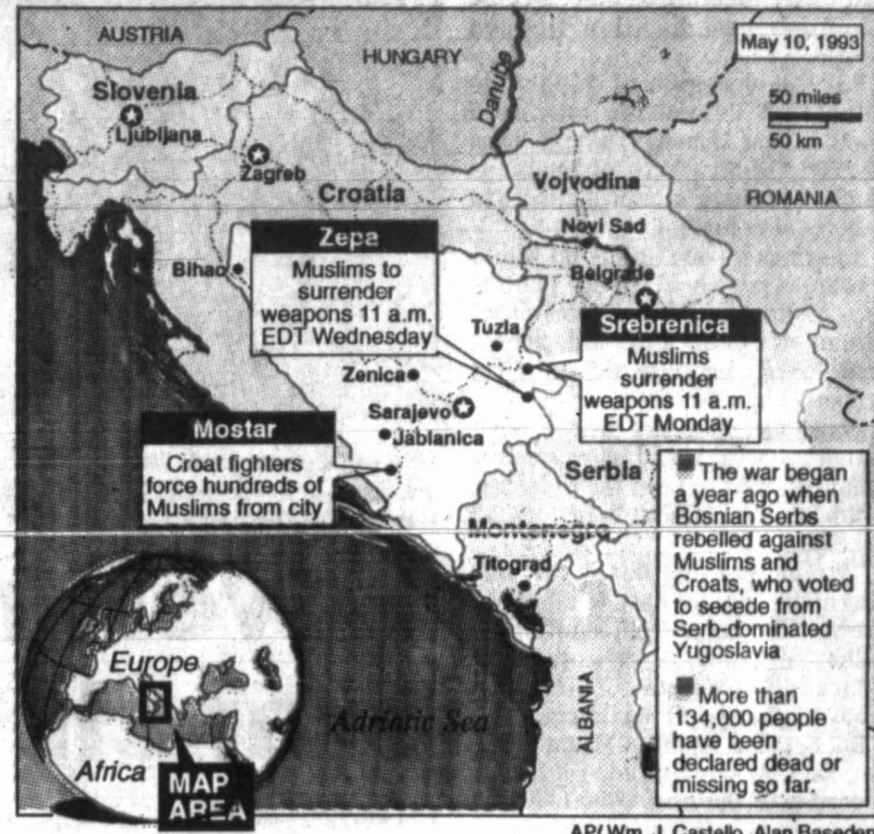 AUSTRIA
HUNGARY
May 10, 1993
Danube
50 miles
50 km
Slovenia
Ljubljana
Zagreb
Croatia
Vojvodina
ROMANIA
Novi Sad
Belgrade
Bihao
Zepa
Muslims to
surrender
weapons 11 a.m.
EDT Wednesday
Tuzla
Srebrenica
Muslims
surrender
weapons 11 a.m.
EDT Monday
Zenica
Sarajevo
Jablanica
Mostar
Croat fighters
force hundreds of
Muslims from city
Serbia
Montenegro
Titograd
The war began
a year ago when
Bosnian Serbs
rebelled against
Muslims and
Croats, who voted
to secede from
Serb-dominated
Yugoslavia
More than
134,000 people
have been
declared dead or
missing so far.
Europe
Africa
MAP
AREA
Adriatic Sea
ALBANIA
AP/ Wm. J. Castello, Alan Baseden